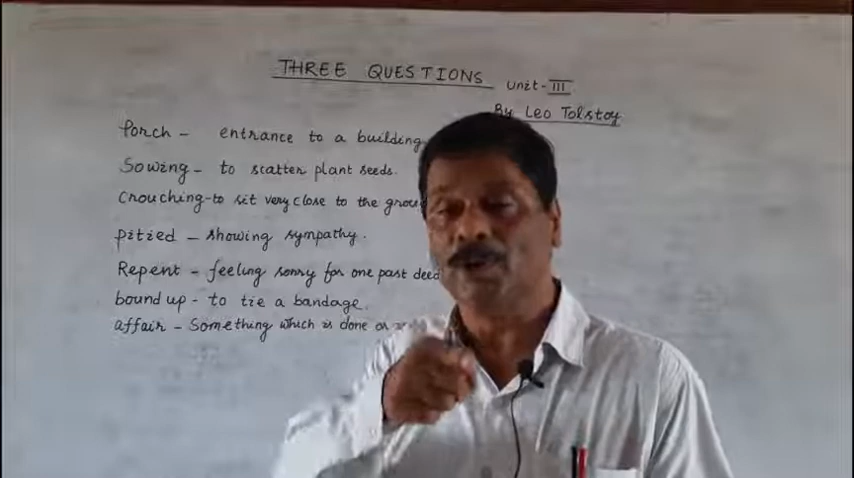 THREE QUESTIONS
Unit - III
By Leo Tolstoy
Porch - entrance to a building
Sowing - to scatter plant seeds.
Crouching - to sit very close to the
pitied - showing sympathy.
Repent - feeling sorry for one past deed
bound up - to tie a bandage.
affair - Something which is done or